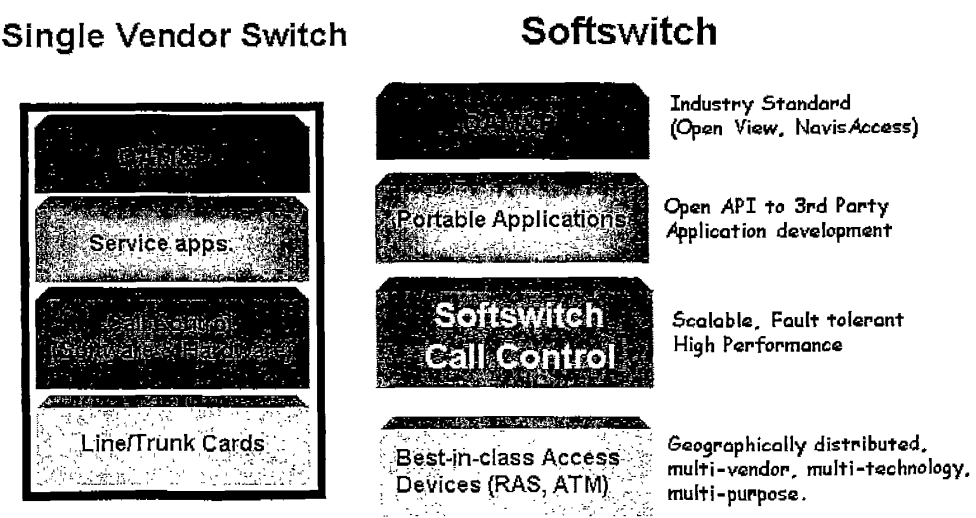 Single Vendor Switch
Softswitch
Service apps.
Call Control
Line/Trunk Cards
Portable Applications
Softswitch
Call Control
Best-in-class Access
Devices (RAS, ATM)
Industry Standard
(Open View, NavisAccess)
Open API to 3rd Party
Application development
Scalable, Fault tolerant
High Performance
Geographically distributed,
multi-vendor, multi-technology,
multi-purpose.